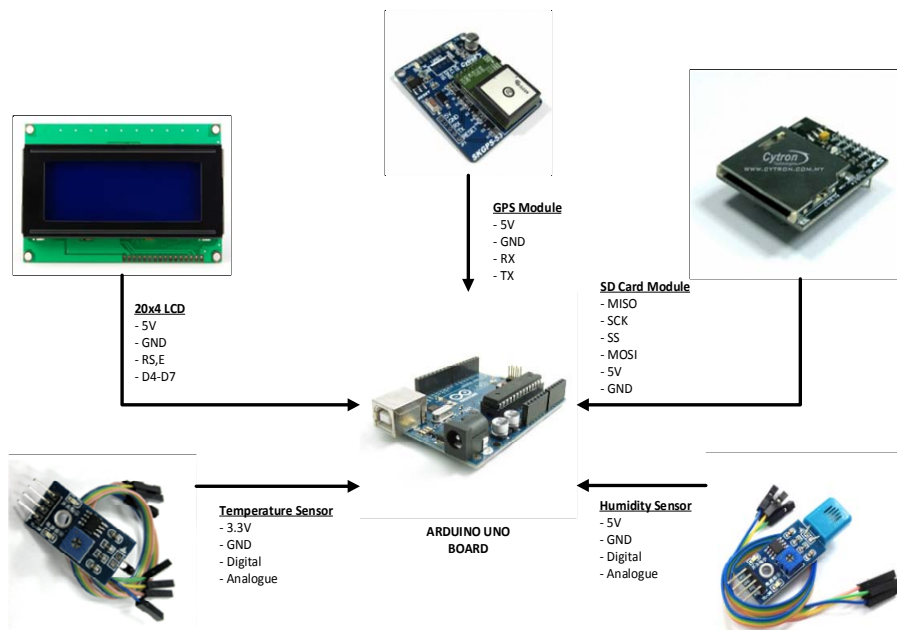 GPS Module
- 5V
- GND
- RX
- TX
Cytron
Technologies
WWW.CYTRON.COM.MY
20x4 LCD
- 5V
- GND
- RS,E
- D4-D7
SD Card Module
- MISO
- SCK
- SS
- MOSI
- 5V
- GND
Temperature Sensor
- 3.3V
- GND
- Digital
- Analogue
ARDUINO UNO
BOARD
Humidity Sensor
- 5V
- GND
- Digital
- Analogue